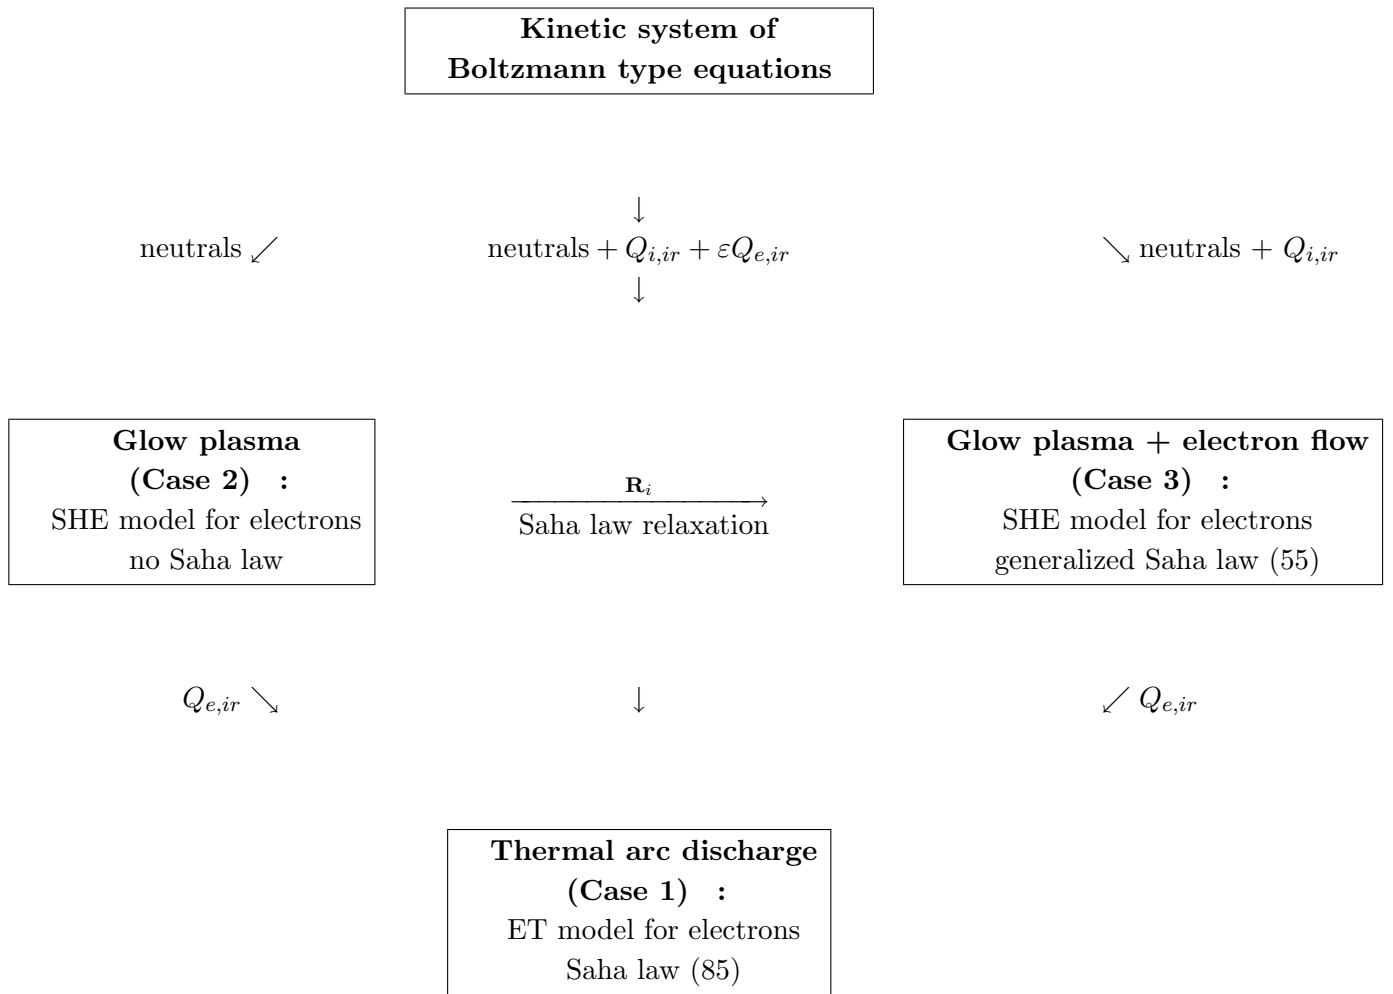 Kinetic system of
Boltzmann type equations
↓
neutrals ↙
neutrals + Q_{i,ir} + εQ_{e,ir}
↘ neutrals + Q_{i,ir}
↓
Glow plasma
(Case 2) :
SHE model for electrons
no Saha law
R_i
Saha law relaxation
Glow plasma + electron flow
(Case 3) :
SHE model for electrons
generalized Saha law (55)
Q_{e,ir} ↘
↓
↙ Q_{e,ir}
Thermal arc discharge
(Case 1) :
ET model for electrons
Saha law (85)